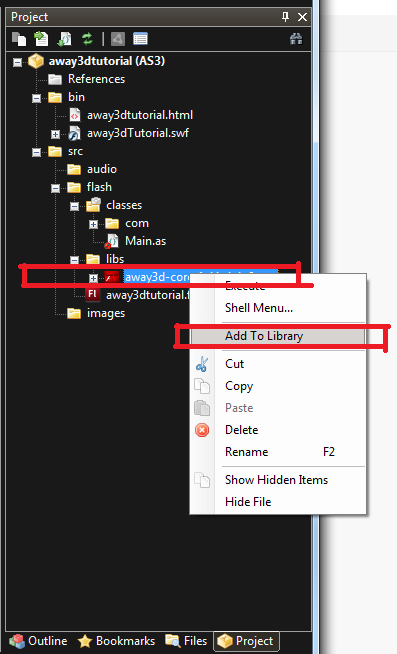 Project
away3dtutorial (AS3)
References
bin
away3dtutorial.html
away3dTutorial.swf
src
audio
flash
classes
com
Main.as
libs
away3d-core
away3dtutorial.f
images
Execute
Shell Menu...
Add To Library
Cut
Copy
Paste
Delete
Rename F2
Show Hidden Items
Hide File
Outline Bookmarks Files Project